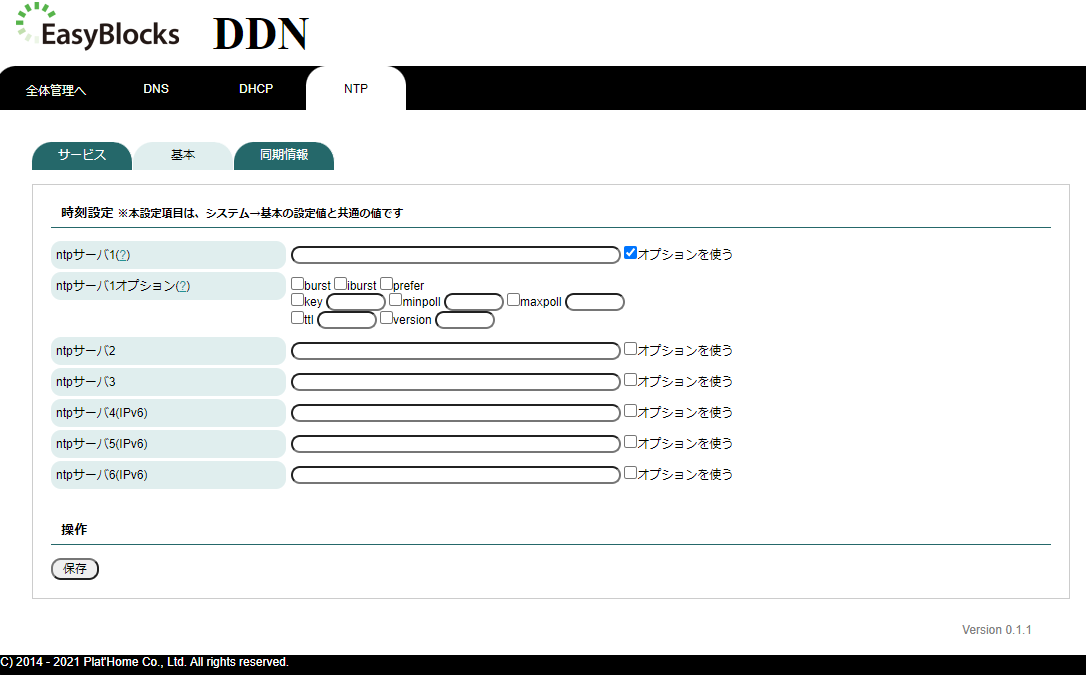 EasyBlocks DDN
全体管理へ DNS DHCP NTP
サービス 基本 同期情報
時刻設定 ※本設定項目は、システム→基本の設定値と共通の値です
ntpサーバ1(?) オプションを使う
ntpサーバ1オプション(?) burst iburst prefer
key minpoll maxpoll
ttl version
ntpサーバ2 オプションを使う
ntpサーバ3 オプションを使う
ntpサーバ4(IPv6) オプションを使う
ntpサーバ5(IPv6) オプションを使う
ntpサーバ6(IPv6) オプションを使う
操作
保存
Version 0.1.1
C) 2014 - 2021 Plat'Home Co., Ltd. All rights reserved.